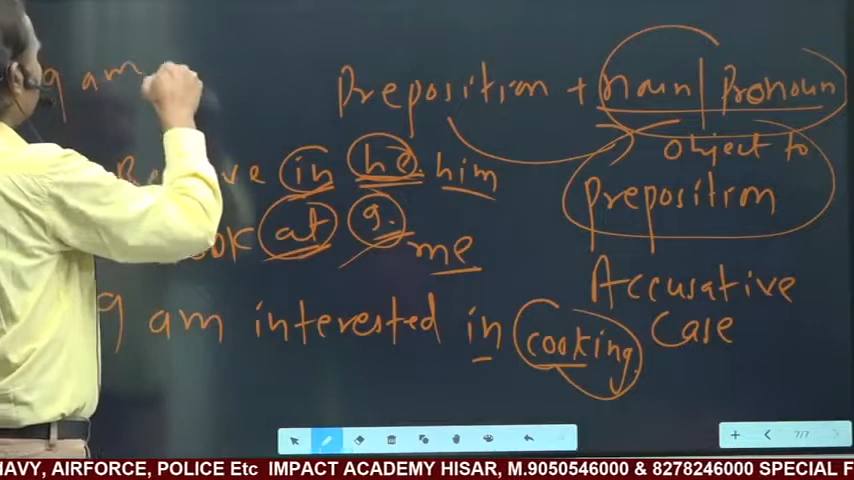 I am
Preposition + noun | Pronoun
object to
preposition
in he. him
at I. me
Accusative
Case
I am interested in cooking.
7/7
NAVY, AIRFORCE, POLICE Etc IMPACT ACADEMY HISAR, M.9050546000 & 8278246000 SPECIAL F